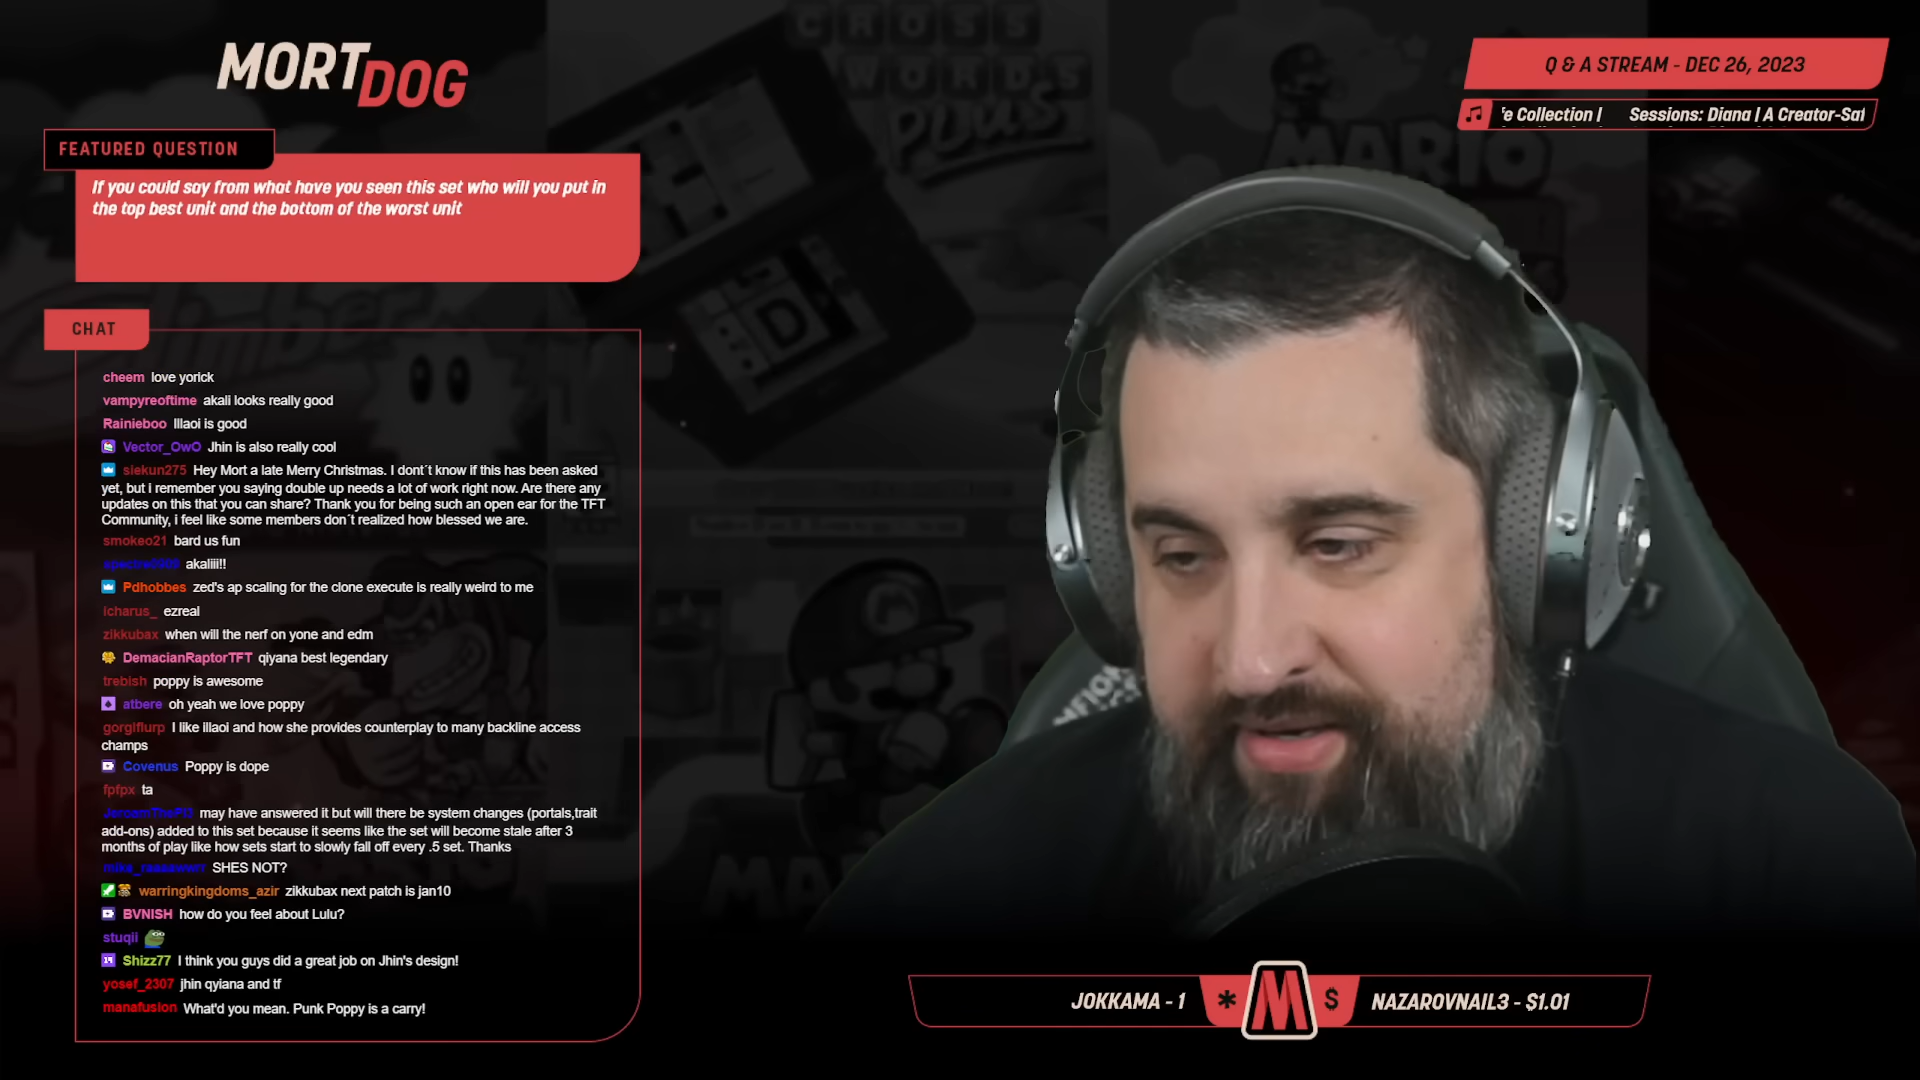 MORTDOG
Q & A STREAM - DEC 26, 2023
e Collection | Sessions: Diana | A Creator-Saf
FEATURED QUESTION
If you could say from what have you seen this set who will you put in
the top best unit and the bottom of the worst unit
CHAT
cheem love yorick
vampyreoftime akali looks really good
Rainieboo Illaoi is good
Vector_OwO Jhin is also really cool
siekun275 Hey Mort a late Merry Christmas. I dont´t know if this has been asked
yet, but i remember you saying double up needs a lot of work right now. Are there any
updates on this that you can share? Thank you for being such an open ear for the TFT
Community, i feel like some members don´t realized how blessed we are.
smokeo21 bard us fun
akaliii!!
Pdhobbes zed's ap scaling for the clone execute is really weird to me
icharus_ ezreal
zikkubax when will the nerf on yone and edm
DemacianRaptorTFT qiyana best legendary
trebish poppy is awesome
atbere oh yeah we love poppy
gorgiflurp I like illaoi and how she provides counterplay to many backline access
champs
Covenus Poppy is dope
fpfpx ta
may have answered it but will there be system changes (portals,trait
add-ons) added to this set because it seems like the set will become stale after 3
months of play like how sets start to slowly fall off every .5 set. Thanks
SHES NOT?
warringkingdoms_azir zikkubax next patch is jan10
BVNISH how do you feel about Lulu?
stuqii
Shizz77 I think you guys did a great job on Jhin's design!
yosef_2307 jhin qyiana and tf
manafusion What'd you mean. Punk Poppy is a carry!
JOKKAMA - 1 * M $ NAZAROVNAIL3 - $1.01